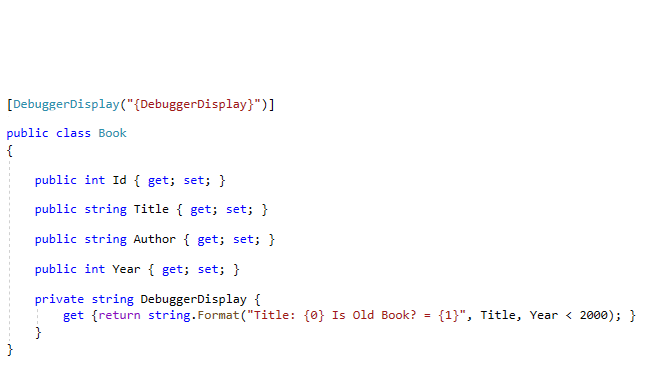 [DebuggerDisplay("{DebuggerDisplay}")]
public class Book
{
public int Id { get; set; }
public string Title { get; set; }
public string Author { get; set; }
public int Year { get; set; }
private string DebuggerDisplay {
get {return string.Format("Title: {0} Is Old Book? = {1}", Title, Year < 2000); }
}
}